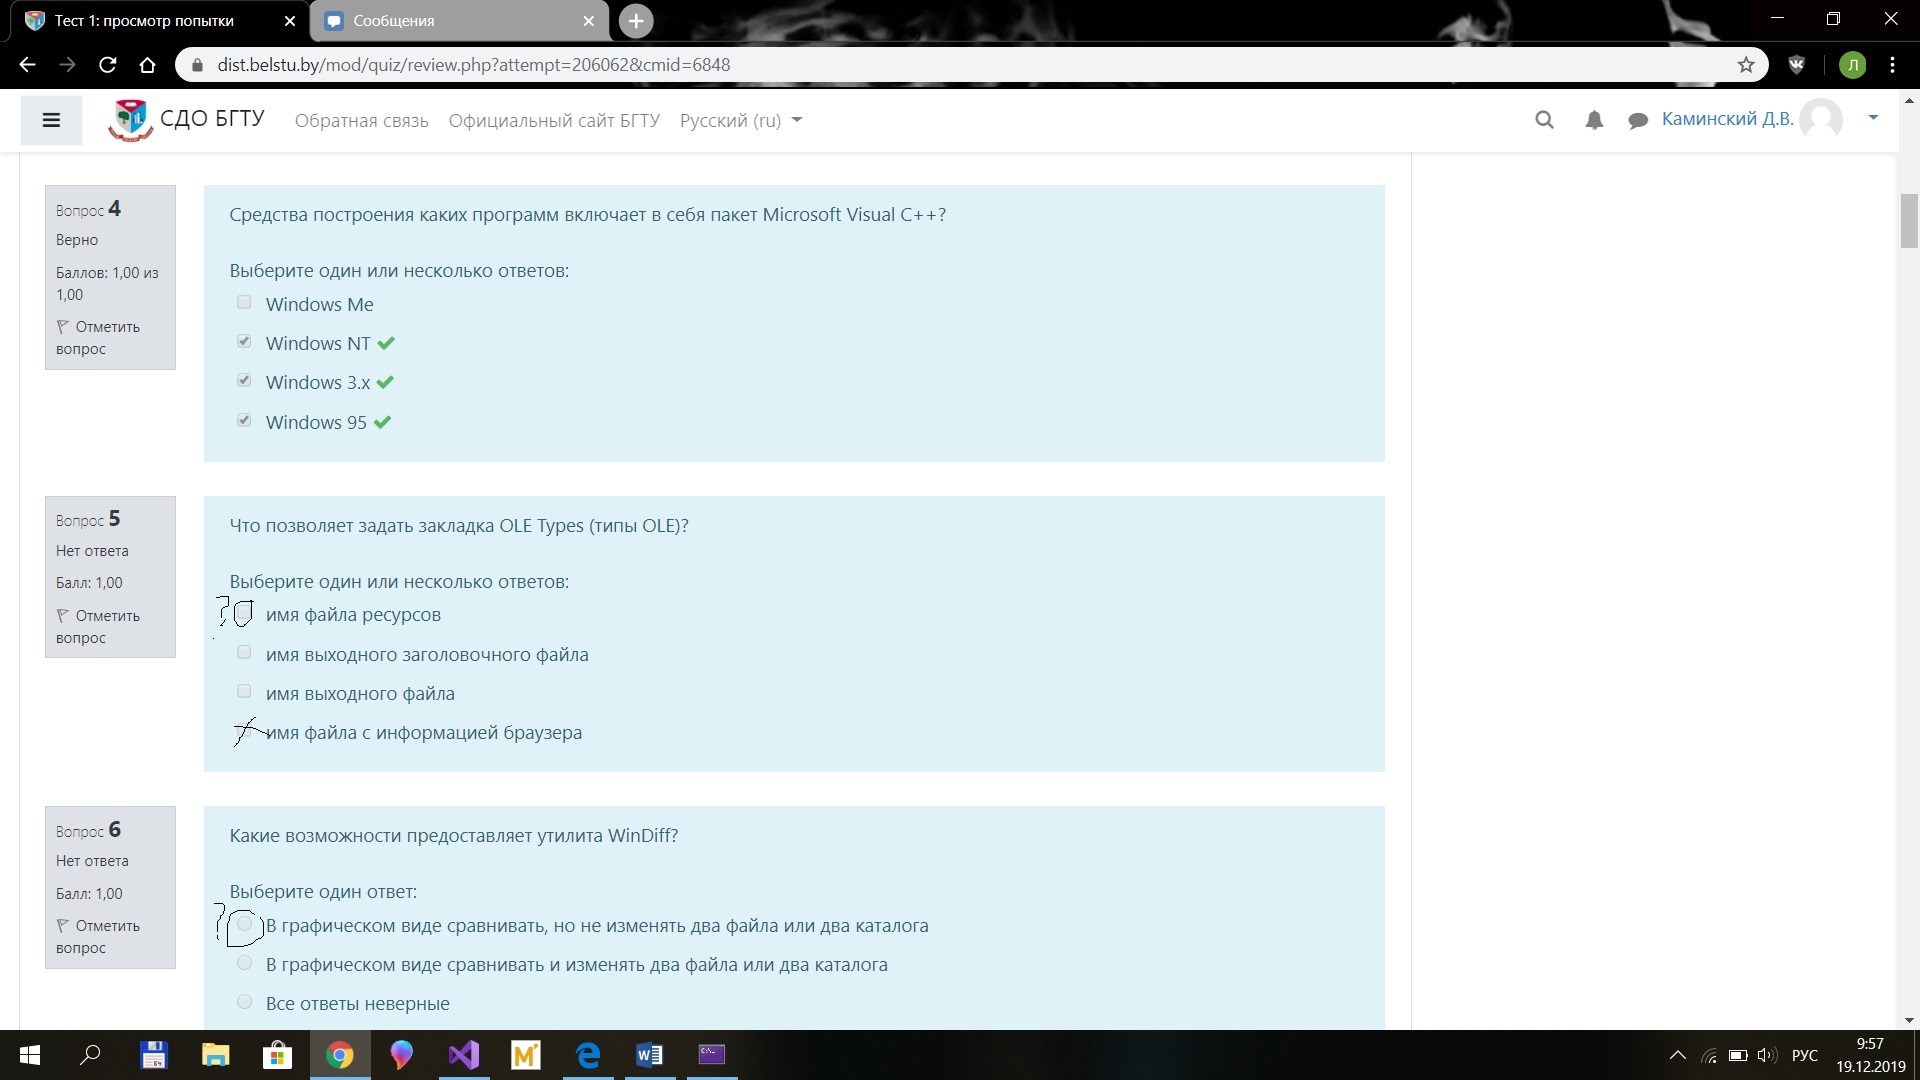 Тест 1: просмотр попытки
Сообщения
dist.belstu.by/mod/quiz/review.php?attempt=206062&cmid=6848
Л
СДО БГТУ
Обратная связь
Официальный сайт БГТУ
Русский (ru)
Каминский Д.В.
Вопрос 4
Верно
Баллов: 1,00 из
1,00
Отметить
вопрос
Средства построения каких программ включает в себя пакет Microsoft Visual C++?
Выберите один или несколько ответов:
Windows Me
Windows NT
Windows 3.x
Windows 95
Вопрос 5
Нет ответа
Балл: 1,00
Отметить
вопрос
Что позволяет задать закладка OLE Types (типы OLE)?
Выберите один или несколько ответов:
? имя файла ресурсов
имя выходного заголовочного файла
имя выходного файла
имя файла с информацией браузера
Вопрос 6
Нет ответа
Балл: 1,00
Отметить
вопрос
Какие возможности предоставляет утилита WinDiff?
Выберите один ответ:
? В графическом виде сравнивать, но не изменять два файла или два каталога
В графическом виде сравнивать и изменять два файла или два каталога
Все ответы неверные
64
РУС
9:57
19.12.2019